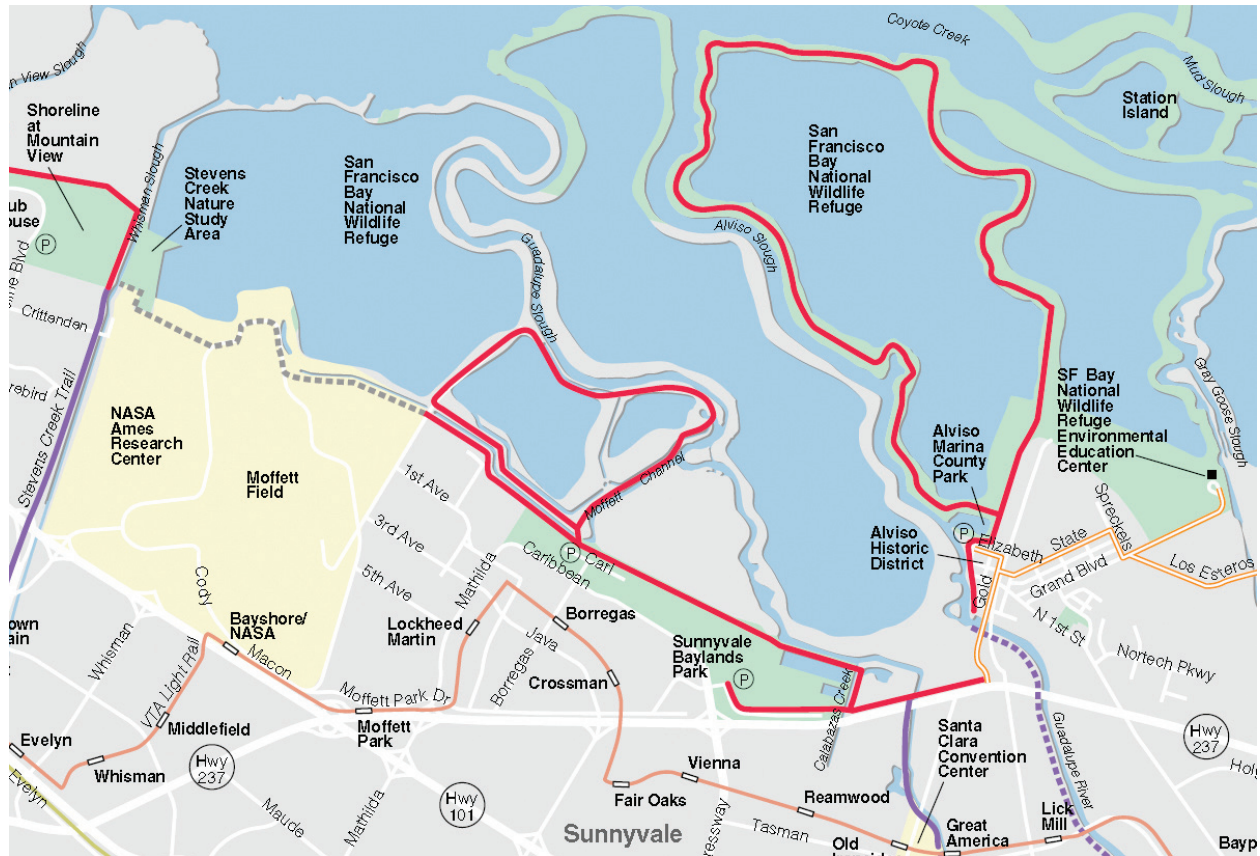 Coyote Creek
Mud Slough
Station
Island
View Slough
Shoreline
at
Mountain
View
Whisman Slough
Stevens
Creek
Nature
Study
Area
San
Francisco
Bay
National
Wildlife
Refuge
San
Francisco
Bay
National
Wildlife
Refuge
Alviso Slough
Guadalupe Slough
Gray Goose Slough
P
Blvd
Crittenden
Stevens Creek Trail
NASA
Ames
Research
Center
Moffett
Field
SF Bay
National
Wildlife
Refuge
Environmental
Education
Center
Alviso
Marina
County
Park
1st Ave
3rd Ave
5th Ave
Moffett Channel
P
Carl
Caribbean
Mathilda
P
Elizabeth
State
Spreckels
Los Esteros
Grand Blvd
Gold
Alviso
Historic
District
N 1st St
Nortech Pkwy
Cody
Bayshore/
NASA
Macon
Lockheed
Martin
Borregas
Java
Borregas
Crossman
Sunnyvale
Baylands
Park
P
Moffett Park Dr
Moffett
Park
Whisman
VTA Light Rail
Middlefield
Evelyn
Evelyn
Whisman
Hwy
237
Maude
Mathilda
Hwy
101
Fair Oaks
Vienna
Sunnyvale
Calabazas Creek
Reamwood
Tasman
Old
Santa
Clara
Convention
Center
Great
America
Lick
Mill
Guadalupe River
Hwy
237